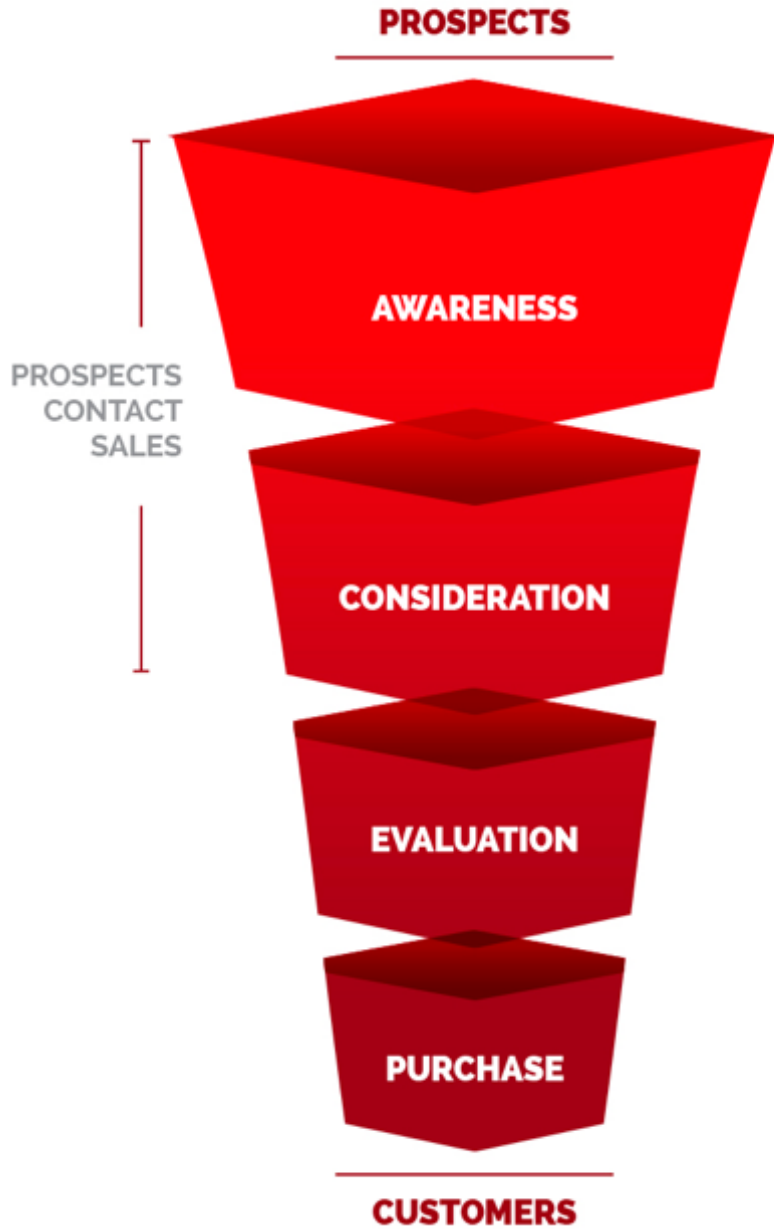 PROSPECTS
AWARENESS
PROSPECTS
CONTACT
SALES
CONSIDERATION
EVALUATION
PURCHASE
CUSTOMERS